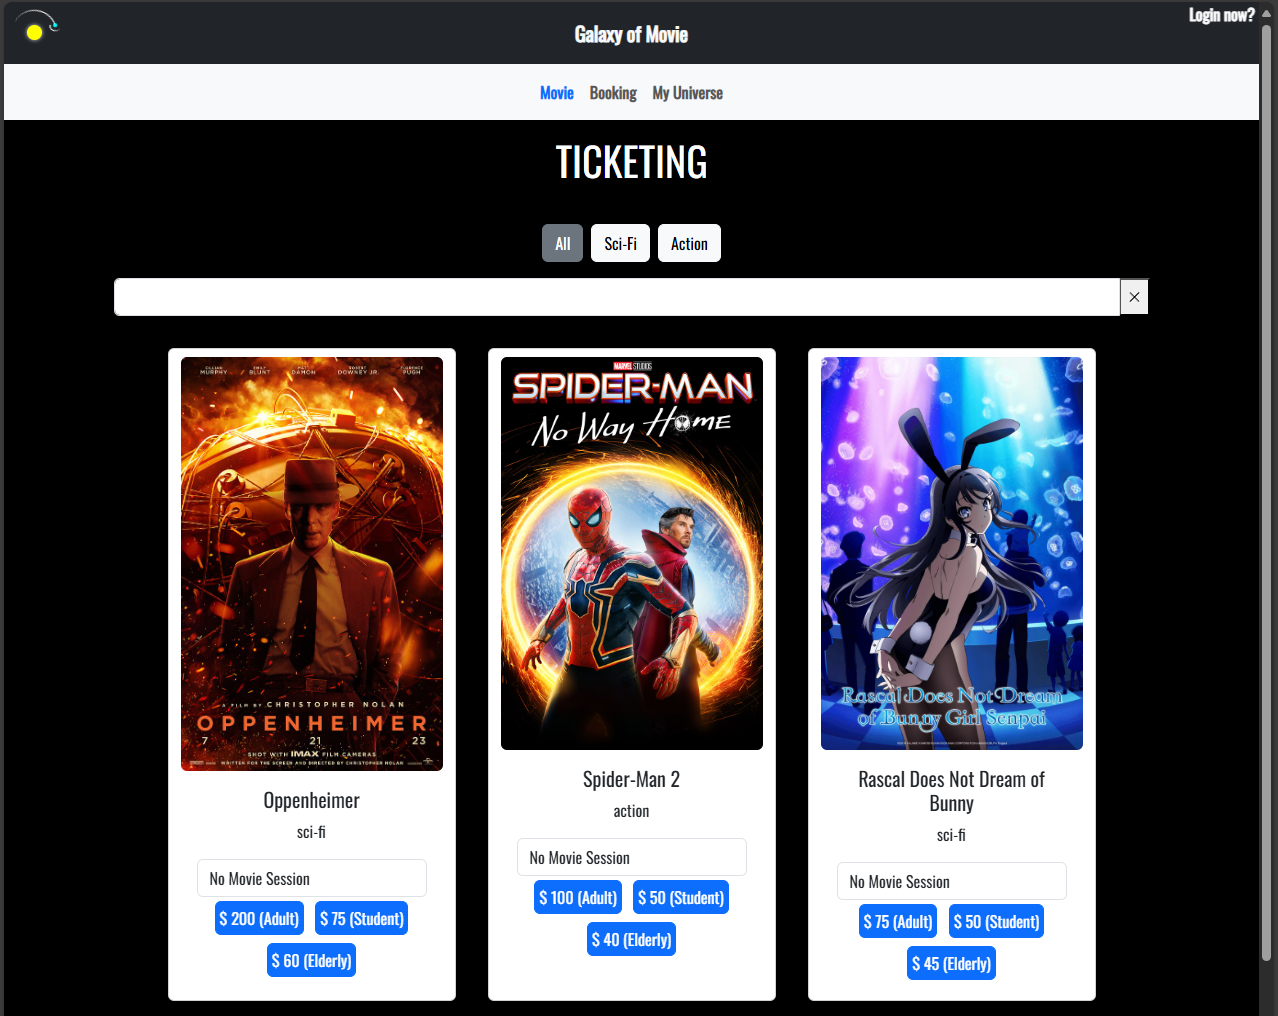 Login now?
Galaxy of Movie
Movie Booking My Universe
TICKETING
All Sci-Fi Action
CILLIAN MURPHY EMILY BLUNT MATT DAMON ROBERT DOWNEY JR. FLORENCE PUGH
A FILM BY CHRISTOPHER NOLAN
OPPENHEIMER
7 21 23
SHOT WITH IMAX FILM CAMERAS
WRITTEN FOR THE SCREEN AND DIRECTED BY CHRISTOPHER NOLAN
Oppenheimer
sci-fi
No Movie Session
$ 200 (Adult) $ 75 (Student)
$ 60 (Elderly)
MARVEL STUDIOS
SPIDER-MAN
No Way Home
Spider-Man 2
action
No Movie Session
$ 100 (Adult) $ 50 (Student)
$ 40 (Elderly)
Rascal Does Not Dream
of Bunny Girl Senpai
Rascal Does Not Dream of
Bunny
sci-fi
No Movie Session
$ 75 (Adult) $ 50 (Student)
$ 45 (Elderly)